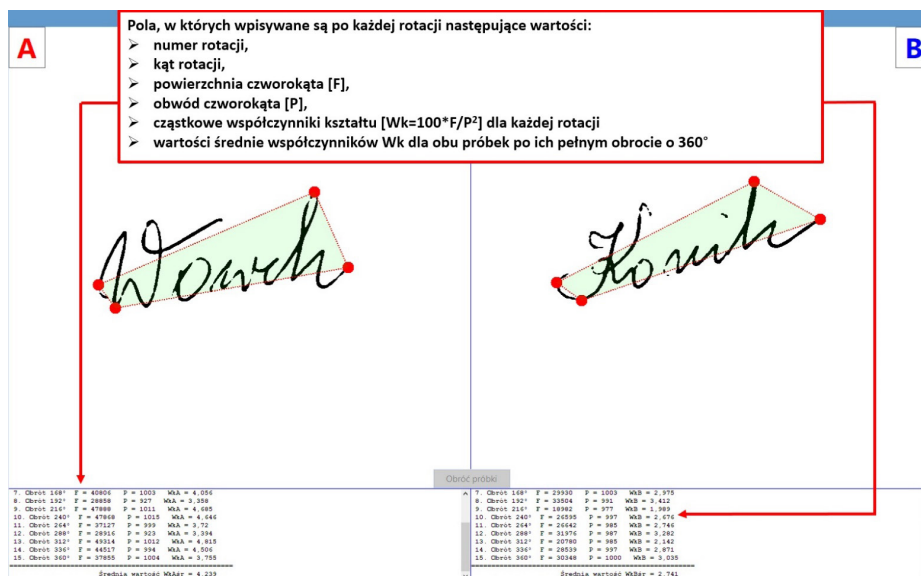 Pola, w których wpisywane są po każdej rotacji następujące wartości:
➢ numer rotacji,
➢ kąt rotacji,
➢ powierzchnia czworokąta [F],
➢ obwód czworokąta [P],
➢ cząstkowe współczynniki kształtu [Wk=100*F/P²] dla każdej rotacji
➢ wartości średnie współczynników Wk dla obu próbek po ich pełnym obrocie o 360°
A
B
Konik
Obróć próbki
7. Obrót 168° F = 40806 P = 1003 WkA = 4,056
8. Obrót 192° F = 28858 P = 927 WkA = 3,358
9. Obrót 216° F = 47888 P = 1011 WkA = 4,685
10. Obrót 240° F = 47868 P = 1015 WkA = 4,646
11. Obrót 264° F = 37127 P = 999 WkA = 3,72
12. Obrót 288° F = 28916 P = 923 WkA = 3,394
13. Obrót 312° F = 49314 P = 1012 WkA = 4,815
14. Obrót 336° F = 44517 P = 994 WkA = 4,506
15. Obrót 360° F = 37855 P = 1004 WkA = 3,755
Średnia wartość WkAśr = 4,239
7. Obrót 168° F = 29930 P = 1003 WkB = 2,975
8. Obrót 192° F = 33504 P = 991 WkB = 3,412
9. Obrót 216° F = 18982 P = 977 WkB = 1,989
10. Obrót 240° F = 26595 P = 997 WkB = 2,676
11. Obrót 264° F = 26642 P = 985 WkB = 2,746
12. Obrót 288° F = 31976 P = 987 WkB = 3,282
13. Obrót 312° F = 20780 P = 985 WkB = 2,142
14. Obrót 336° F = 28539 P = 997 WkB = 2,871
15. Obrót 360° F = 30348 P = 1000 WkB = 3,035
Średnia wartość WkBśr = 2,741